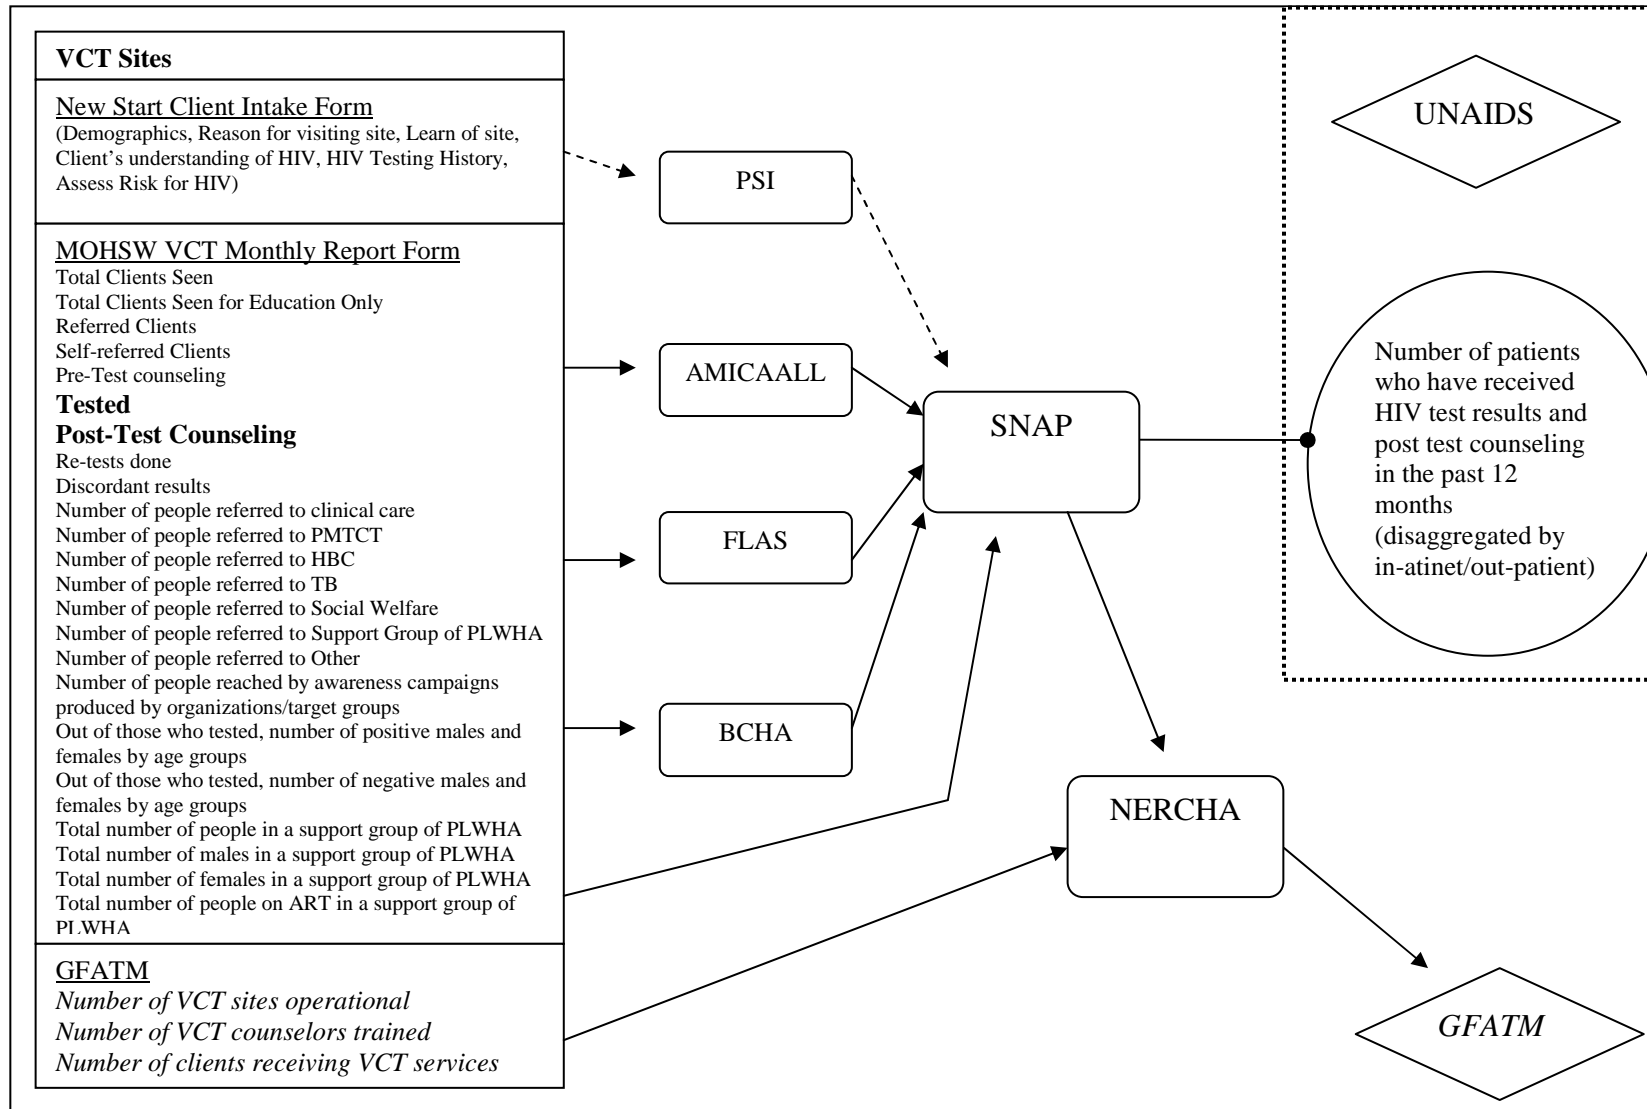 VCT Sites
New Start Client Intake Form
(Demographics, Reason for visiting site, Learn of site,
Client's understanding of HIV, HIV Testing History,
Assess Risk for HIV)
MOHSW VCT Monthly Report Form
Total Clients Seen
Total Clients Seen for Education Only
Referred Clients
Self-referred Clients
Pre-Test counseling
Tested
Post-Test Counseling
Re-tests done
Discordant results
Number of people referred to clinical care
Number of people referred to PMTCT
Number of people referred to HBC
Number of people referred to TB
Number of people referred to Social Welfare
Number of people referred to Support Group of PLWHA
Number of people referred to Other
Number of people reached by awareness campaigns
produced by organizations/target groups
Out of those who tested, number of positive males and
females by age groups
Out of those who tested, number of negative males and
females by age groups
Total number of people in a support group of PLWHA
Total number of males in a support group of PLWHA
Total number of females in a support group of PLWHA
Total number of people on ART in a support group of
PLWHA
GFATM
Number of VCT sites operational
Number of VCT counselors trained
Number of clients receiving VCT services
PSI
AMICAALL
FLAS
BCHA
SNAP
NERCHA
UNAIDS
Number of patients
who have received
HIV test results and
post test counseling
in the past 12
months
(disaggregated by
in-atinet/out-patient)
GFATM